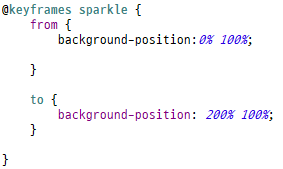 @keyframes sparkle {
from {
background-position:0% 100%;
}
to {
background-position: 200% 100%;
}
}